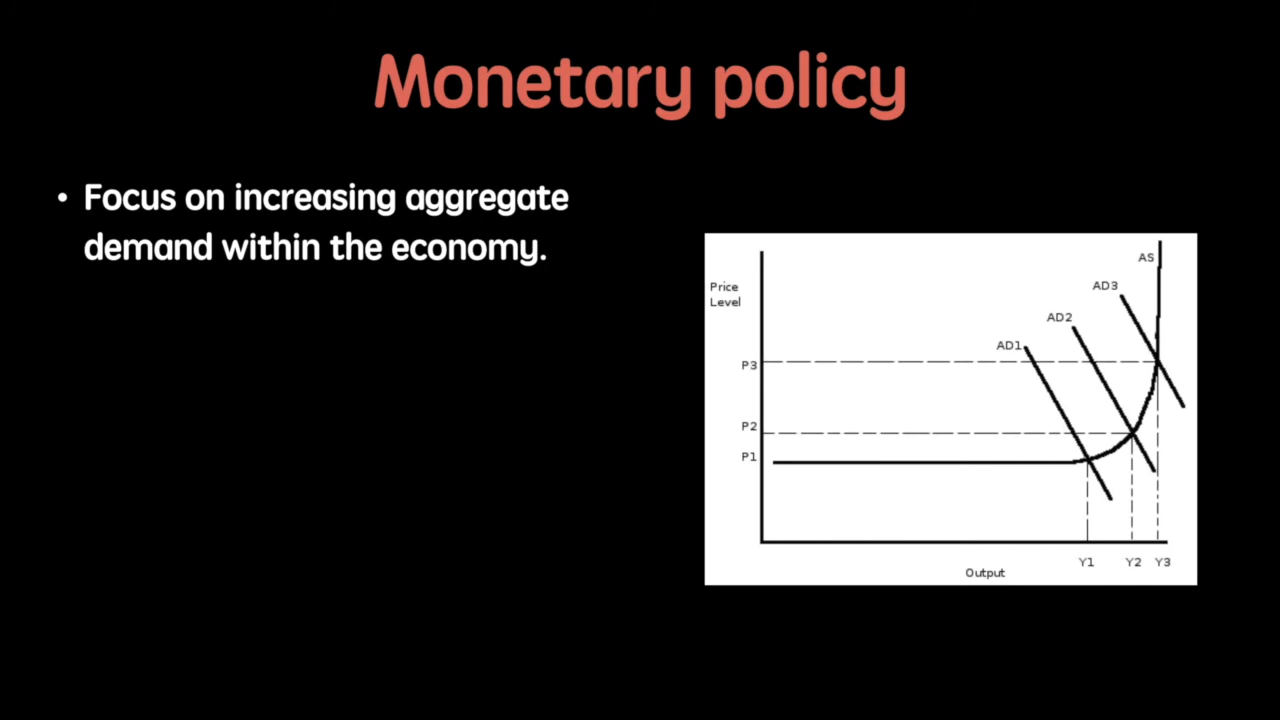 Monetary policy
• Focus on increasing aggregate
demand within the economy.
AS
Price
Level
AD3
AD2
AD1
P3
P2
P1
Y1 Y2 Y3
Output